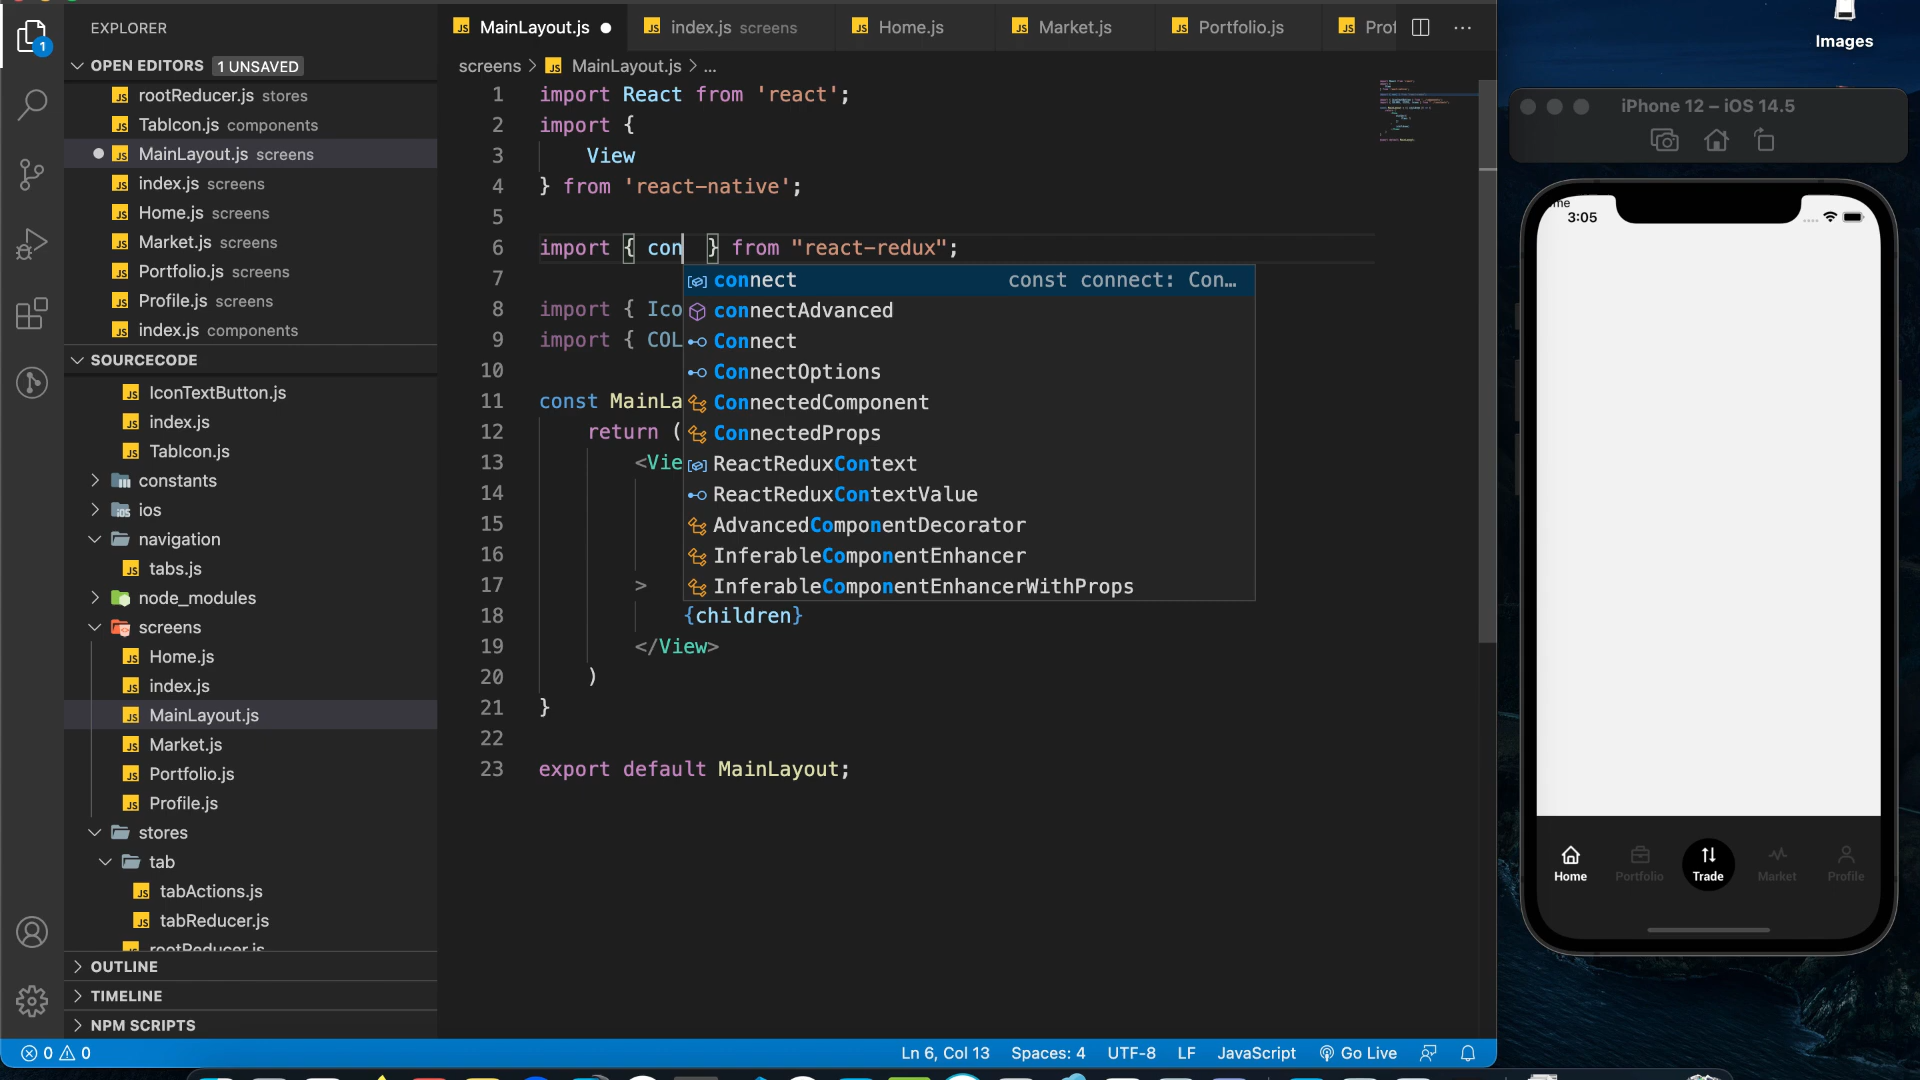 EXPLORER
OPEN EDITORS 1 UNSAVED
rootReducer.js stores
TabIcon.js components
MainLayout.js screens
index.js screens
Home.js screens
Market.js screens
Portfolio.js screens
Profile.js screens
index.js components
SOURCECODE
IconTextButton.js
index.js
TabIcon.js
constants
ios
navigation
tabs.js
node_modules
screens
Home.js
index.js
MainLayout.js
Market.js
Portfolio.js
Profile.js
stores
tab
tabActions.js
tabReducer.js
rootReducer.js
OUTLINE
TIMELINE
NPM SCRIPTS
MainLayout.js index.js screens Home.js Market.js Portfolio.js Prof
screens > MainLayout.js > ...
1 import React from 'react';
2 import {
3 View
4 } from 'react-native';
5
6 import { con } from "react-redux";
7
8 import { Ico
9 import { COL
10
11 const MainLa
12 return (
13 <Vie
14
15
16
17 >
18 {children}
19 </View>
20 )
21 }
22
23 export default MainLayout;
connect const connect: Con…
connectAdvanced
Connect
ConnectOptions
ConnectedComponent
ConnectedProps
ReactReduxContext
ReactReduxContextValue
AdvancedComponentDecorator
InferableComponentEnhancer
InferableComponentEnhancerWithProps
0 0 Ln 6, Col 13 Spaces: 4 UTF-8 LF JavaScript Go Live
Images
iPhone 12 – iOS 14.5
me
3:05
Home Portfolio Trade Market Profile